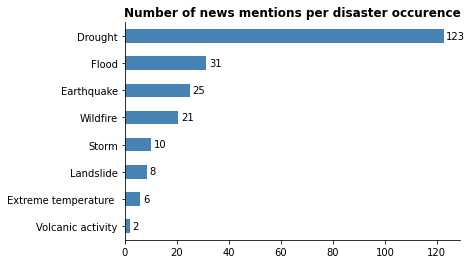 Number of news mentions per disaster occurence
Drought 123
Flood 31
Earthquake 25
Wildfire 21
Storm 10
Landslide 8
Extreme temperature 6
Volcanic activity 2
0 20 40 60 80 100 120